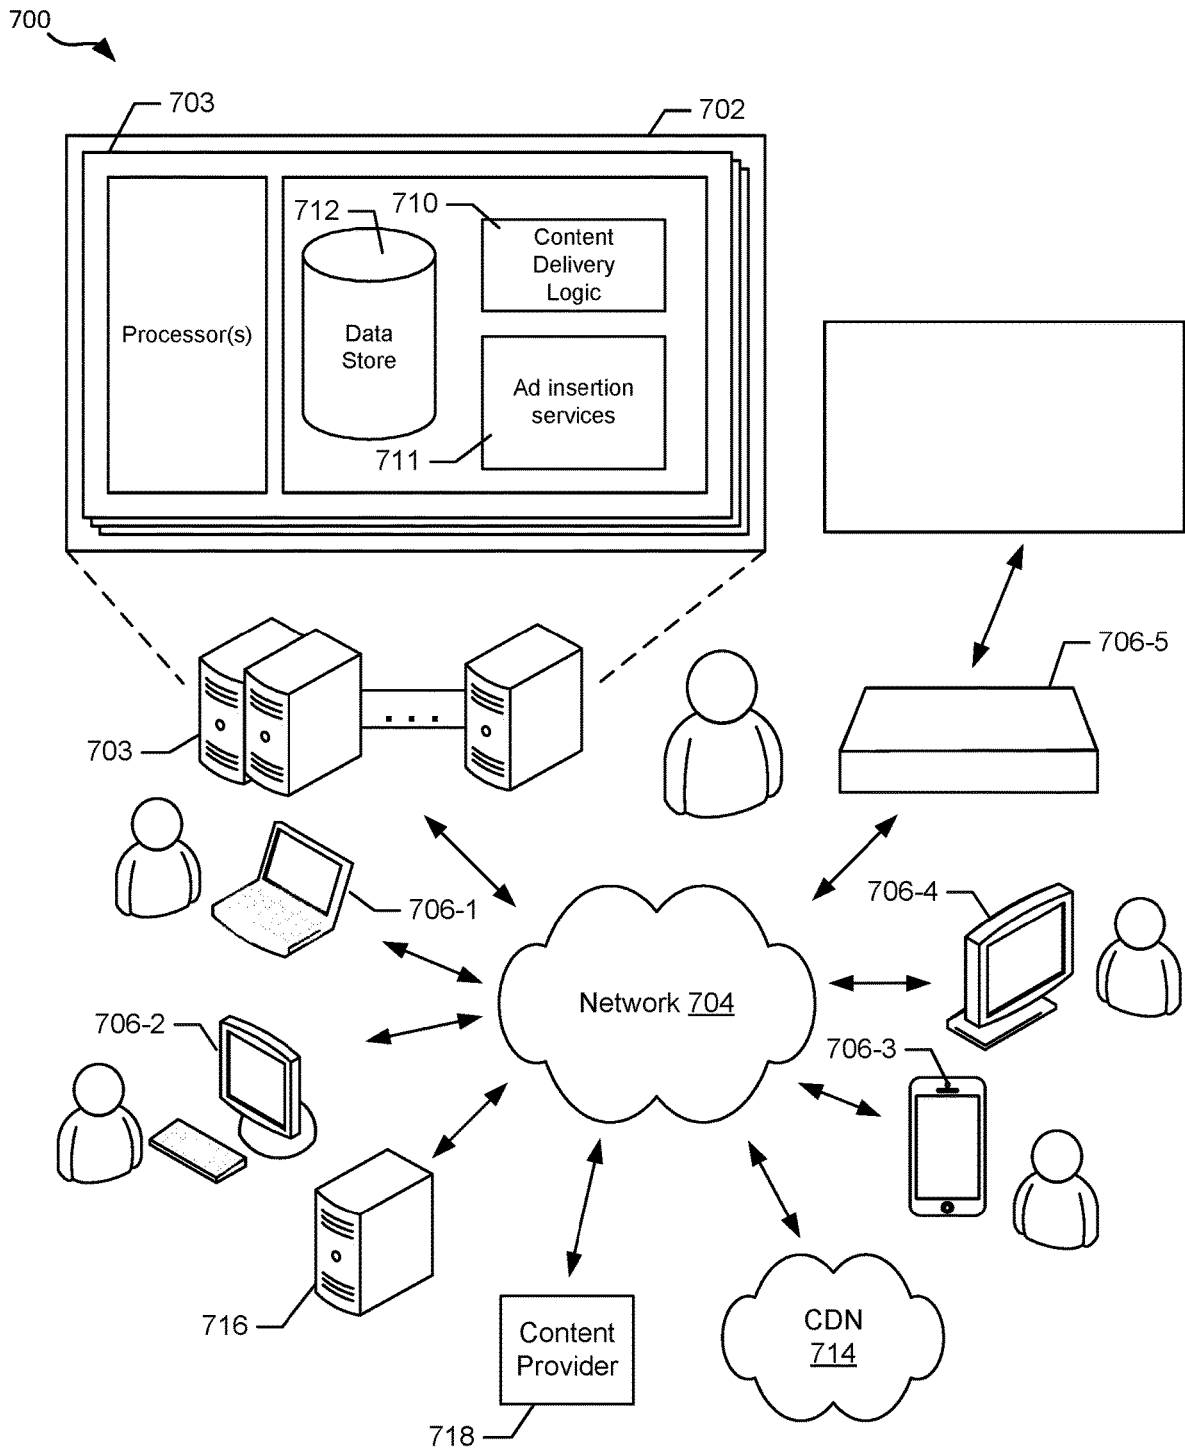 700
703
702
712
710
Content
Delivery
Logic
Processor(s)
Data
Store
Ad insertion
services
711
706-5
703
706-1
706-4
Network 704
706-2
706-3
716
CDN
714
Content
Provider
718